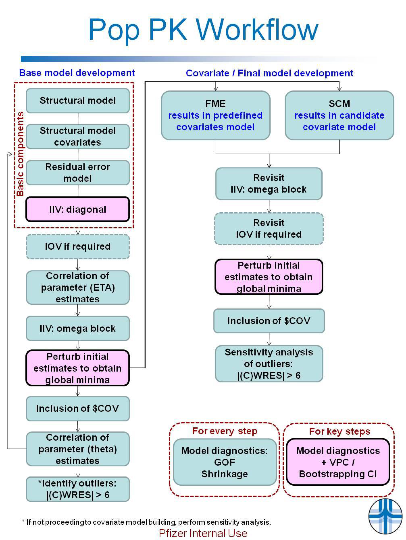 Pop PK Workflow
Base model development
Basic components
Structural model
Structural model
covariates
Residual error
model
IIV: diagonal
IOV if required
Correlation of
parameter (ETA)
estimates
IIV: omega block
Perturb initial
estimates to obtain
global minima
Inclusion of $COV
Correlation of
parameter (theta)
estimates
*Identify outliers:
|(C)WRES| > 6
Covariate / Final model development
FME
results in predefined
covariates model
SCM
results in candidate
covariate model
Revisit
IIV: omega block
Revisit
IOV if required
Perturb initial
estimates to obtain
global minima
Inclusion of $COV
Sensitivity analysis
of outliers:
|(C)WRES| > 6
For every step
Model diagnostics:
GOF
Shrinkage
For key steps
Model diagnostics
+ VPC /
Bootstrapping CI
* If not proceeding to covariate model building, perform sensitivity analysis.
Pfizer Internal Use